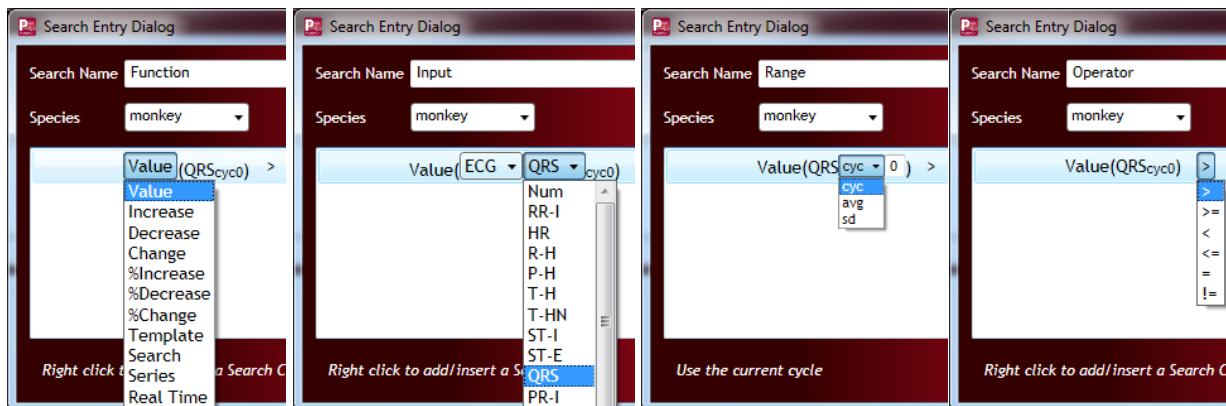 Search Entry Dialog
Search Name Function
Species monkey
Value (QRScyc0) >
Value
Increase
Decrease
Change
%Increase
%Decrease
%Change
Template
Search
Series
Real Time
Right click t a Search C
Search Entry Dialog
Search Name Input
Species monkey
Value( ECG QRS cyc0)
Num
RR-I
HR
R-H
P-H
T-H
T-HN
ST-I
ST-E
QRS
PR-I
Right click to add/insert a S
Search Entry Dialog
Search Name Range
Species monkey
Value(QRS cyc 0 ) >
cyc
avg
sd
Use the current cycle
Search Entry Dialog
Search Name Operator
Species monkey
Value(QRScyc0) >
>
>=
<
<=
=
!=
Right click to add/insert a Search C